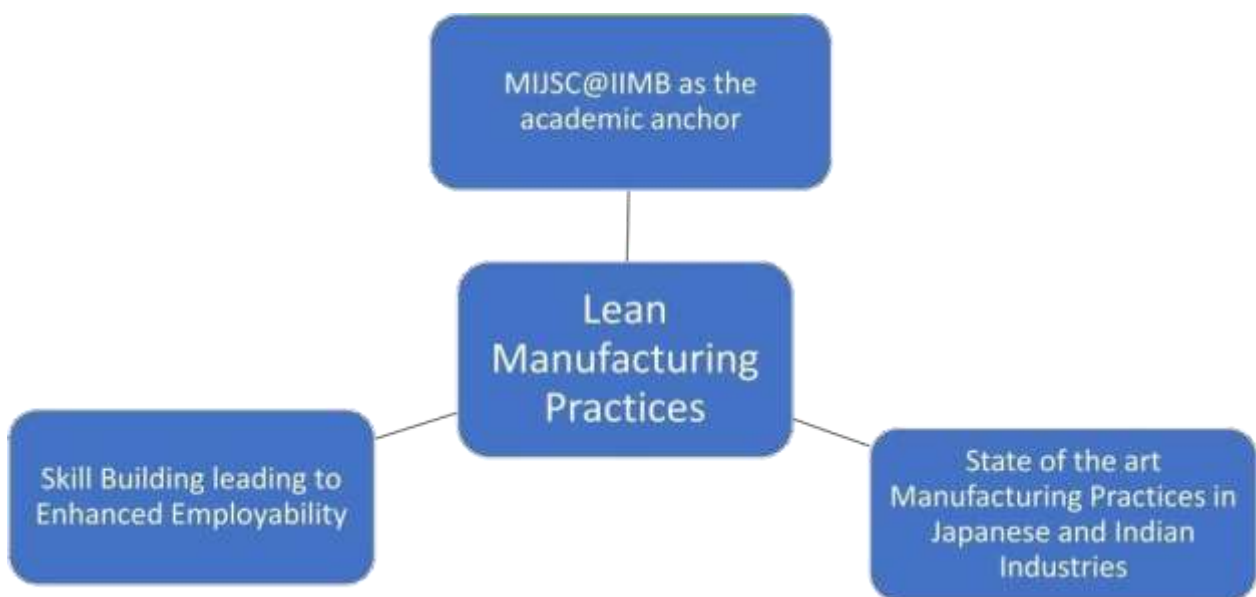 MIJSC@IIMB as the
academic anchor
Lean
Manufacturing
Practices
Skill Building leading to
Enhanced Employability
State of the art
Manufacturing Practices in
Japanese and Indian
Industries